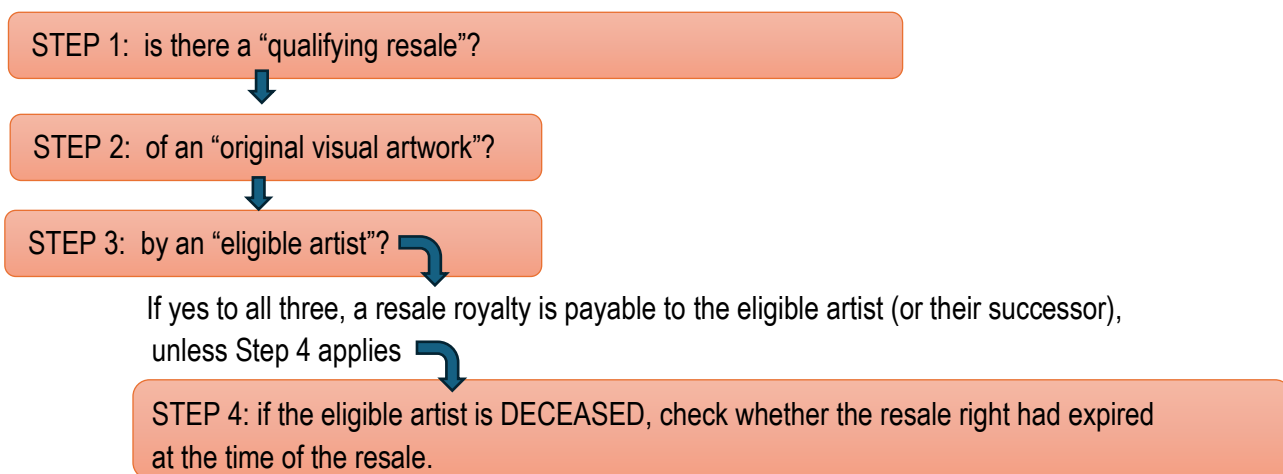 STEP 1:  is there a “qualifying resale”?
STEP 2:  of an “original visual artwork”?
STEP 3:  by an “eligible artist”?
If yes to all three, a resale royalty is payable to the eligible artist (or their successor),
unless Step 4 applies
STEP 4: if the eligible artist is DECEASED, check whether the resale right had expired
at the time of the resale.